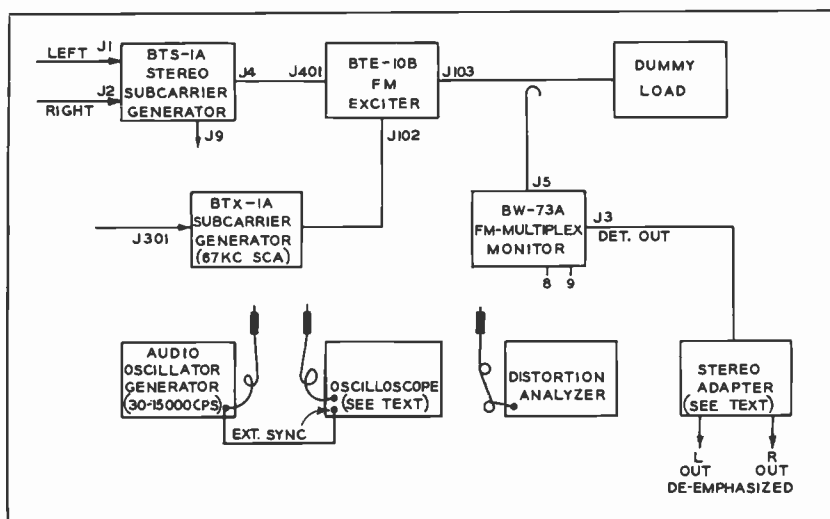 LEFT
J1
BTS-1A
STEREO
SUBCARRIER
GENERATOR
J2
RIGHT
J9
J4
J401
BTE-10B
FM
EXCITER
J103
J102
DUMMY
LOAD
J301
BTX-1A
SUBCARRIER
GENERATOR
(67KC SCA)
J5
BW-73A
FM-MULTIPLEX
MONITOR
J3
DET. OUT
8 9
AUDIO
OSCILLATOR
GENERATOR
(30-15000CPS)
OSCILLOSCOPE
(SEE TEXT)
EXT. SYNC
DISTORTION
ANALYZER
STEREO
ADAPTER
(SEE TEXT)
L R
OUT OUT
DE-EMPHASIZED